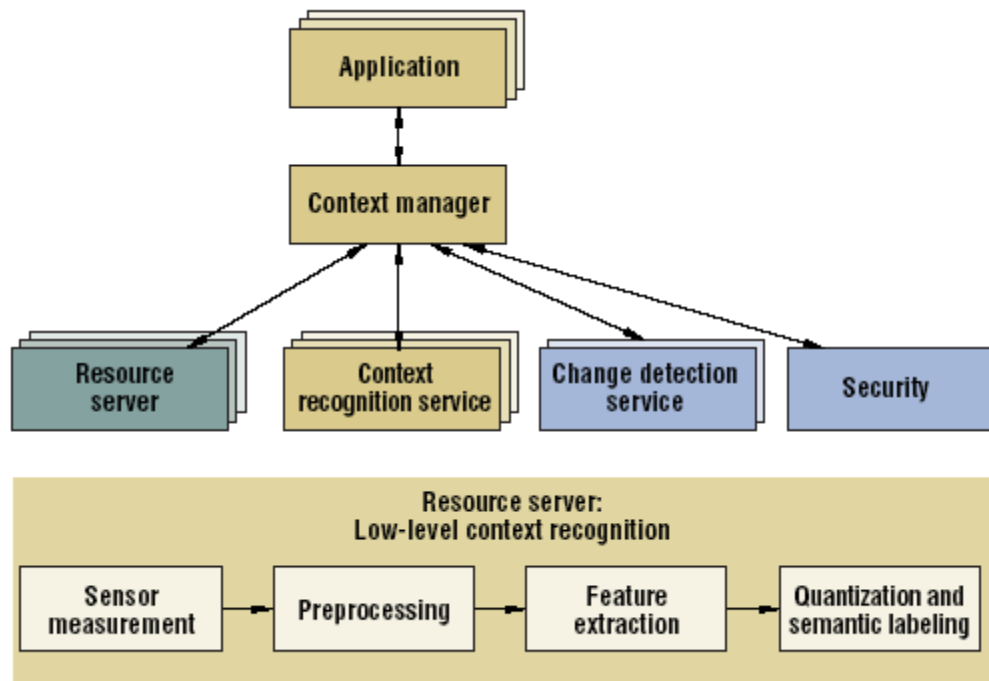 Application
Context manager
Resource
server
Context
recognition service
Change detection
service
Security
Resource server:
Low-level context recognition
Sensor
measurement
Preprocessing
Feature
extraction
Quantization and
semantic labeling